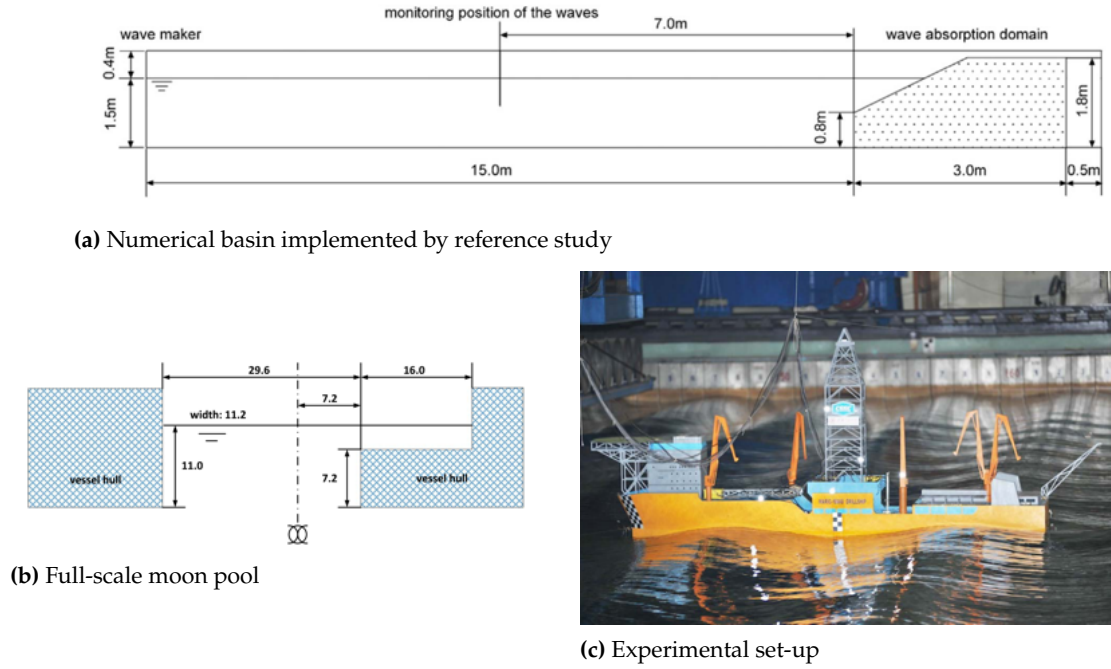 monitoring position of the waves
wave maker
7.0m
wave absorption domain
0.4m
1.5m
0.8m
1.8m
15.0m
3.0m
0.5m
(a) Numerical basin implemented by reference study
29.6
16.0
7.2
width: 11.2
11.0
7.2
vessel hull
vessel hull
(b) Full-scale moon pool
(c) Experimental set-up